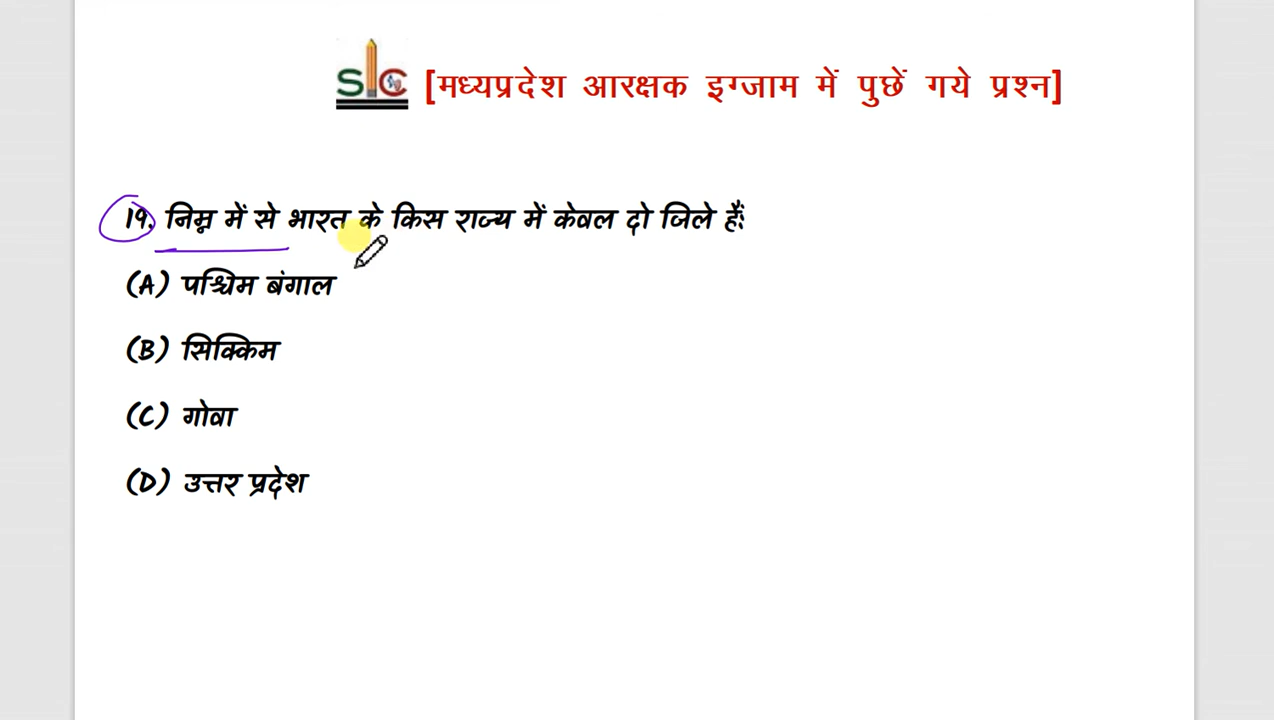 SIC [मध्यप्रदेश आरक्षक इग्जाम में पुछें गये प्रश्न]
19. निम्न में से भारत के किस राज्य में केवल दो जिले हैं:
(A) पश्चिम बंगाल
(B) सिक्किम
(C) गोवा
(D) उत्तर प्रदेश